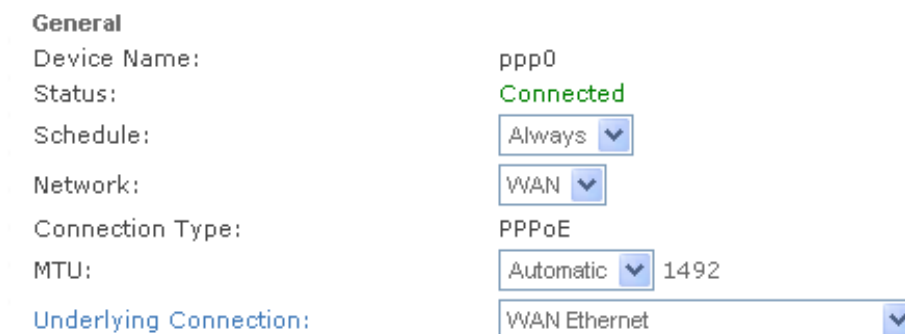 General
Device Name: ppp0
Status: Connected
Schedule: Always
Network: WAN
Connection Type: PPPoE
MTU: Automatic 1492
Underlying Connection: WAN Ethernet